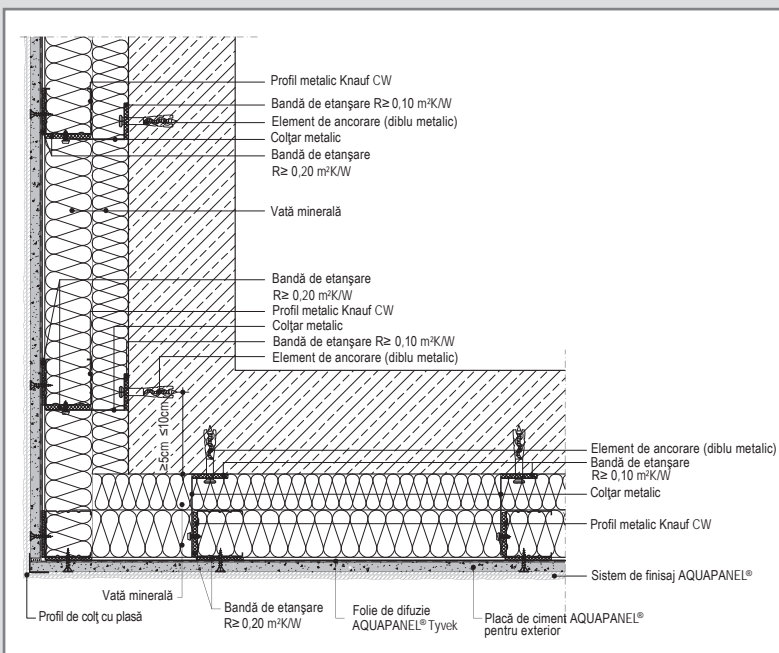 Profil metalic Knauf CW
Bandă de etanşare R≥ 0,10 m²K/W
Element de ancorare (diblu metalic)
Colţar metalic
Bandă de etanşare
R≥ 0,20 m²K/W
Vată minerală
Bandă de etanşare
R≥ 0,20 m²K/W
Profil metalic Knauf CW
Colţar metalic
Bandă de etanşare R≥ 0,10 m²K/W
Element de ancorare (diblu metalic)
≥5cm ≤10cm
Element de ancorare (diblu metalic)
Bandă de etanşare
R≥ 0,10 m²K/W
Colţar metalic
Profil metalic Knauf CW
Sistem de finisaj AQUAPANEL®
Vată minerală
Profil de colţ cu plasă
Bandă de etanşare
R≥ 0,20 m²K/W
Folie de difuzie
AQUAPANEL® Tyvek
Placă de ciment AQUAPANEL®
pentru exterior